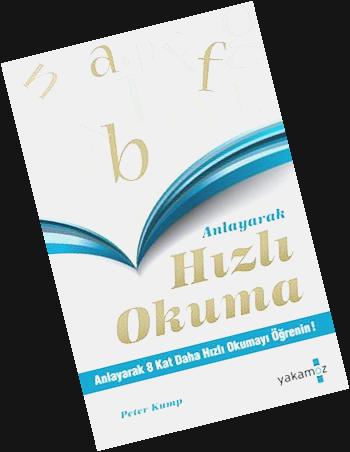 n a f
b
Anlayarak
Hızlı
Okuma
Anlayarak 8 Kat Daha Hızlı Okumayı Öğrenin!
yakamoz
Peter Kump